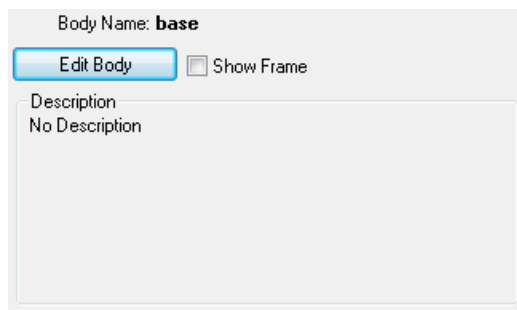 Body Name: base
Edit Body Show Frame
Description
No Description